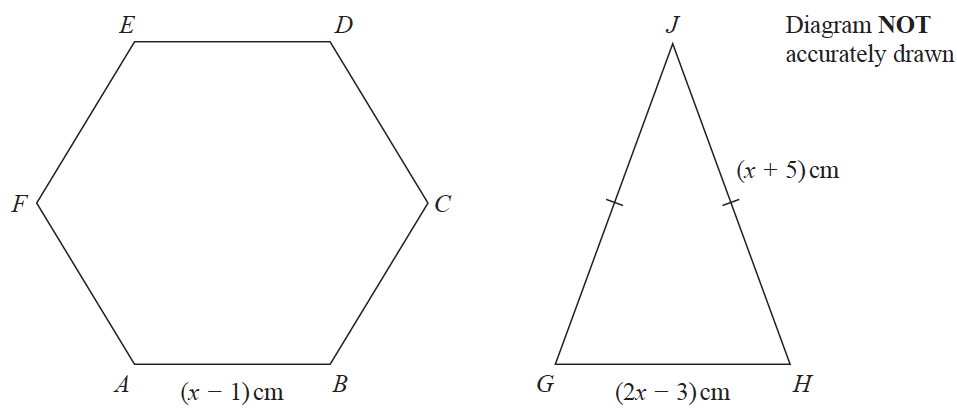 E
D
J
Diagram NOT
accurately drawn
(x + 5) cm
F
C
A
(x − 1) cm
B
G
(2x − 3) cm
H